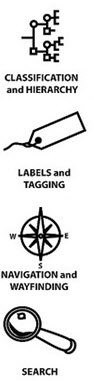 CLASSIFICATION
and HIERARCHY
LABELS and
TAGGING
W E
S
NAVIGATION and
WAYFINDING
SEARCH